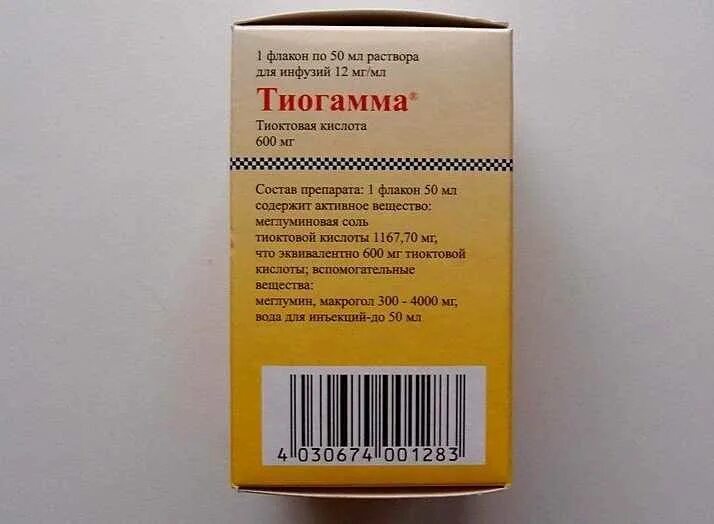 1 флакон по 50 мл раствора
для инфузий 12 мг/мл
Тиогамма®
Тиоктовая кислота
600 мг
Состав препарата: 1 флакон 50 мл
содержит активное вещество:
меглуминовая соль
тиоктовой кислоты 1167,70 мг,
что эквивалентно 600 мг тиоктовой
кислоты; вспомогательные
вещества:
меглумин, макрогол 300 - 4000 мг,
вода для инъекций-до 50 мл
4 030674 001283